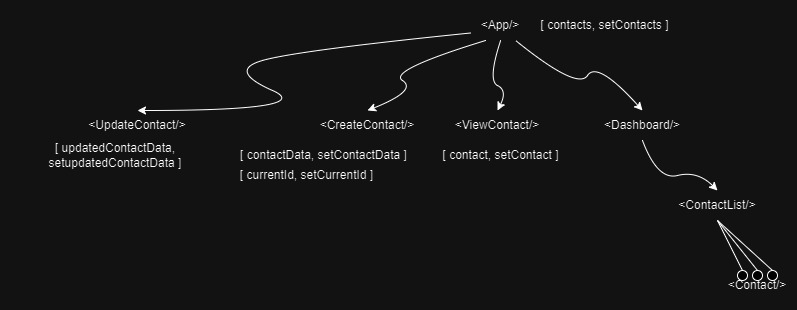 <App/> [ contacts, setContacts ]
<UpdateContact/> <CreateContact/> <ViewContact/> <Dashboard/>
[ updatedContactData,
setupdatedContactData ]
[ contactData, setContactData ]
[ currentId, setCurrentId ]
[ contact, setContact ]
<ContactList/>
<Contact/>